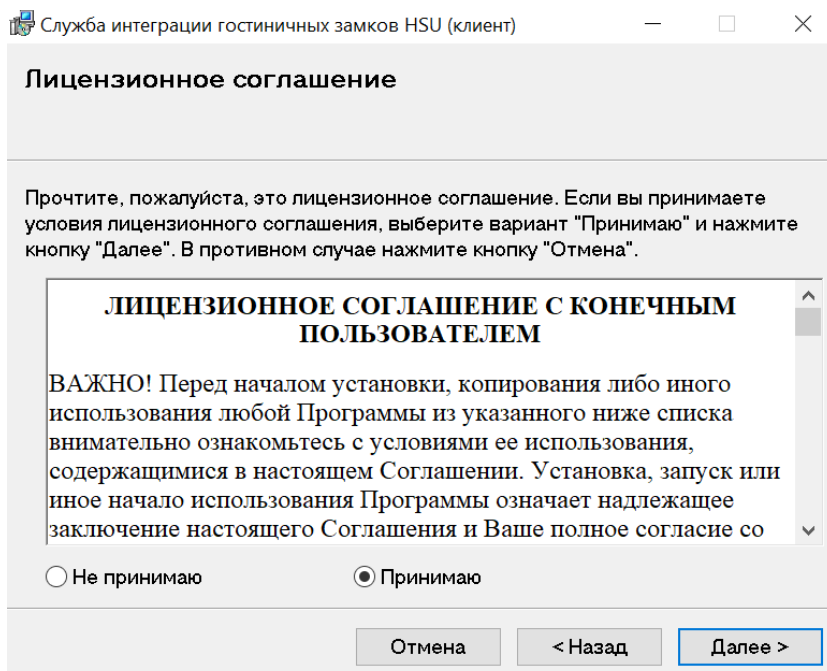 Служба интеграции гостиничных замков HSU (клиент)
Лицензионное соглашение
Прочтите, пожалуйста, это лицензионное соглашение. Если вы принимаете
условия лицензионного соглашения, выберите вариант "Принимаю" и нажмите
кнопку "Далее". В противном случае нажмите кнопку "Отмена".
ЛИЦЕНЗИОННОЕ СОГЛАШЕНИЕ С КОНЕЧНЫМ
ПОЛЬЗОВАТЕЛЕМ
ВАЖНО! Перед началом установки, копирования либо иного
использования любой Программы из указанного ниже списка
внимательно ознакомьтесь с условиями ее использования,
содержащимися в настоящем Соглашении. Установка, запуск или
иное начало использования Программы означает надлежащее
заключение настоящего Соглашения и Ваше полное согласие со
Не принимаю Принимаю
Отмена < Назад Далее >